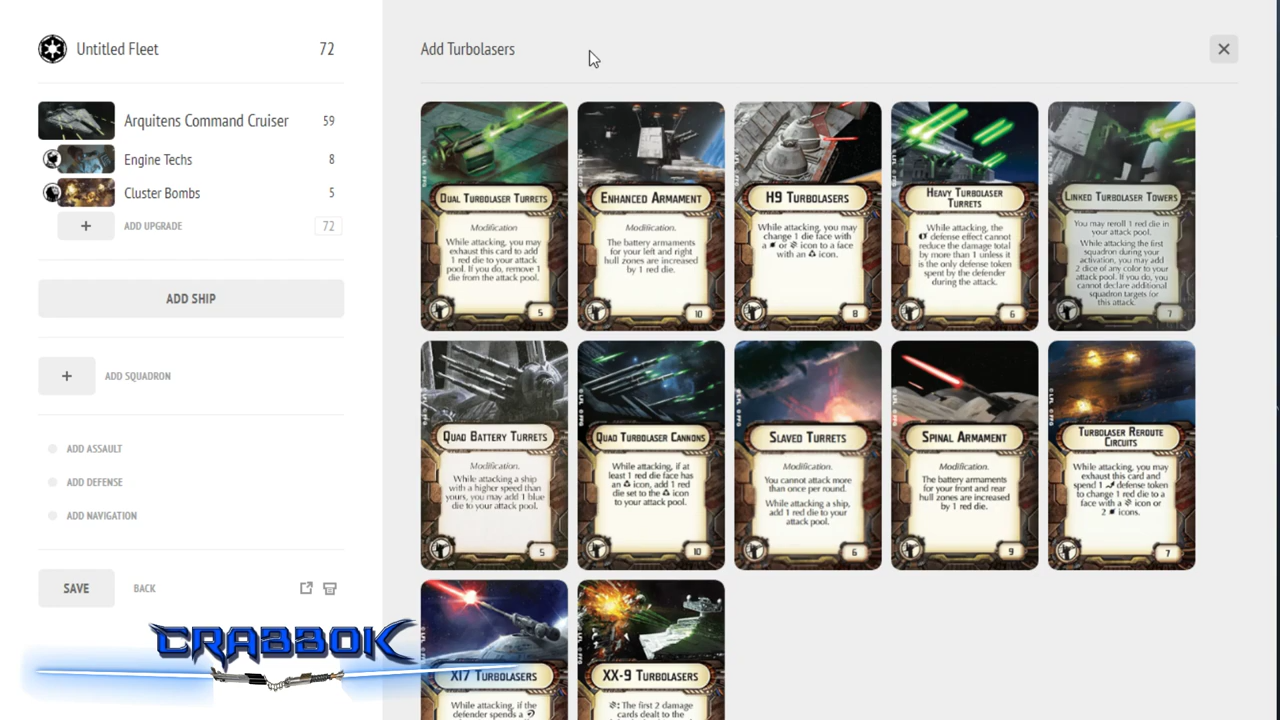 Untitled Fleet 72
Arquitens Command Cruiser 59
Engine Techs 8
Cluster Bombs 5
+ ADD UPGRADE 72
ADD SHIP
+ ADD SQUADRON
ADD ASSAULT
ADD DEFENSE
ADD NAVIGATION
SAVE BACK
CRABBOK
Add Turbolasers
DUAL TURBOLASER TURRETS
Modification
While attacking, you may
exhaust this card to add
1 red die to your attack
pool. If you do, remove 1
die from the attack pool.
5
ENHANCED ARMAMENT
Modification.
The battery armaments
for your left and right
hull zones are increased
by 1 red die.
10
H9 TURBOLASERS
While attacking, you may
change 1 die face with
a or icon to a face
with an icon.
8
HEAVY TURBOLASER
TURRETS
While attacking, the
defense effect cannot
reduce the damage total
by more than 1 unless it
is the only defense token
spent by the defender
during the attack.
6
LINKED TURBOLASER TOWERS
You may reroll 1 red die in
your attack pool.
While attacking the first
squadron during your
activation, you may add
2 dice of any color to your
attack pool. If you do, you
cannot declare additional
squadron targets for
this attack.
7
QUAD BATTERY TURRETS
Modification.
While attacking a ship
with a higher speed than
yours, you may add 1 blue
die to your attack pool.
5
QUAD TURBOLASER CANNONS
While attacking, if at
least 1 red die face has
an icon, add 1 red
die set to the icon
to your attack pool.
10
SLAVED TURRETS
Modification.
You cannot attack more
than once per round.
While attacking a ship,
add 1 red die to your
attack pool.
6
SPINAL ARMAMENT
Modification.
The battery armaments
for your front and rear
hull zones are increased
by 1 red die.
9
TURBOLASER REROUTE
CIRCUITS
While attacking, you may
exhaust this card and
spend 1 defense token
to change 1 red die to a
face with a icon or
2 icons.
7
X17 TURBOLASERS
While attacking, if the
defender spends a
XX-9 TURBOLASERS
: The first 2 damage
cards dealt to the